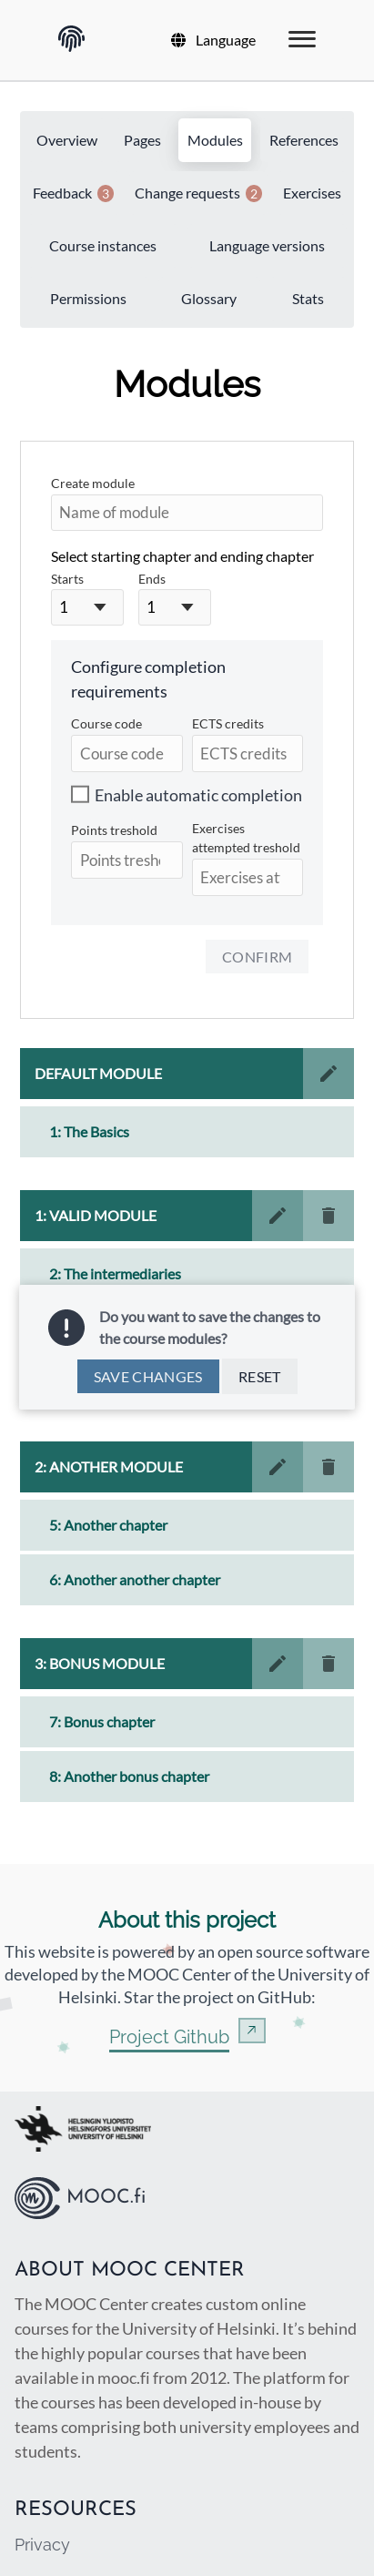 Language
Overview
Pages
Modules
References
Feedback 3
Change requests 2
Exercises
Course instances
Language versions
Permissions
Glossary
Stats
Modules
Create module
Name of module
Select starting chapter and ending chapter
Starts
Ends
1
1
Configure completion
requirements
Course code
ECTS credits
Course code
ECTS credits
Enable automatic completion
Points treshold
Exercises
attempted treshold
Points tresh
Exercises at
CONFIRM
DEFAULT MODULE
1: The Basics
1: VALID MODULE
2: The intermediaries
Do you want to save the changes to
the course modules?
SAVE CHANGES
RESET
2: ANOTHER MODULE
5: Another chapter
6: Another another chapter
3: BONUS MODULE
7: Bonus chapter
8: Another bonus chapter
About this project
This website is powered by an open source software
developed by the MOOC Center of the University of
Helsinki. Star the project on GitHub:
Project Github
HELSINGIN YLIOPISTO
HELSINGFORS UNIVERSITET
UNIVERSITY OF HELSINKI
MOOC.fi
ABOUT MOOC CENTER
The MOOC Center creates custom online
courses for the University of Helsinki. It’s behind
the highly popular courses that have been
available in mooc.fi from 2012. The platform for
the courses has been developed in-house by
teams comprising both university employees and
students.
RESOURCES
Privacy